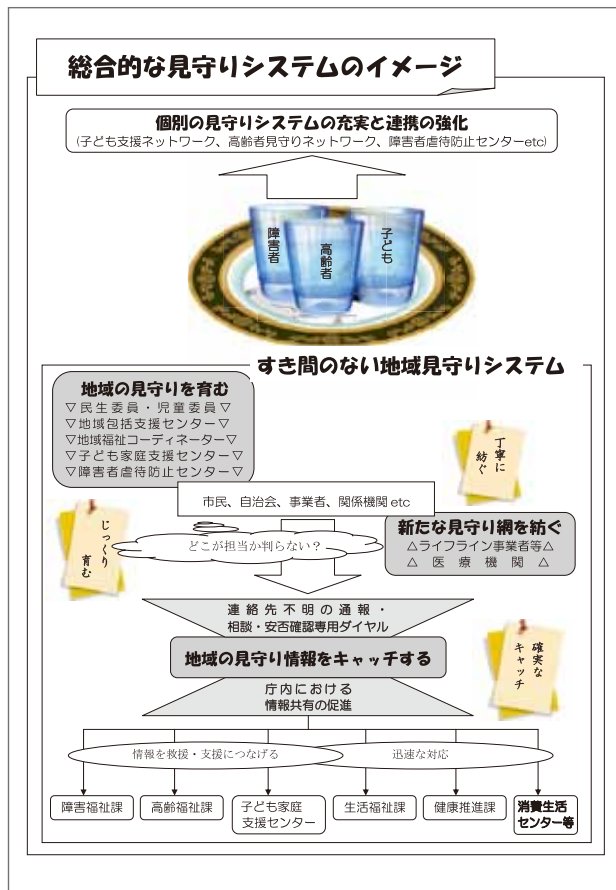 総合的な見守りシステムのイメージ
個別の見守りシステムの充実と連携の強化
(子ども支援ネットワーク、高齢者見守りネットワーク、障害者虐待防止センターetc)
障害者
高齢者
子ども
すき間のない地域見守りシステム
地域の見守りを育む
▽民生委員・児童委員▽
▽地域包括支援センター▽
▽地域福祉コーディネーター▽
▽子ども家庭支援センター▽
▽障害者虐待防止センター▽
丁寧に
紡ぐ
市民、自治会、事業者、関係機関 etc
じっくり
育む
どこが担当か判らない？
新たな見守り網を紡ぐ
△ライフライン事業者等△
△医療機関△
連絡先不明の通報・
相談・安否確認専用ダイヤル
地域の見守り情報をキャッチする
確実な
キャッチ
庁内における
情報共有の促進
情報を救援・支援につなげる
迅速な対応
障害福祉課
高齢福祉課
子ども家庭
支援センター
生活福祉課
健康推進課
消費生活
センター等